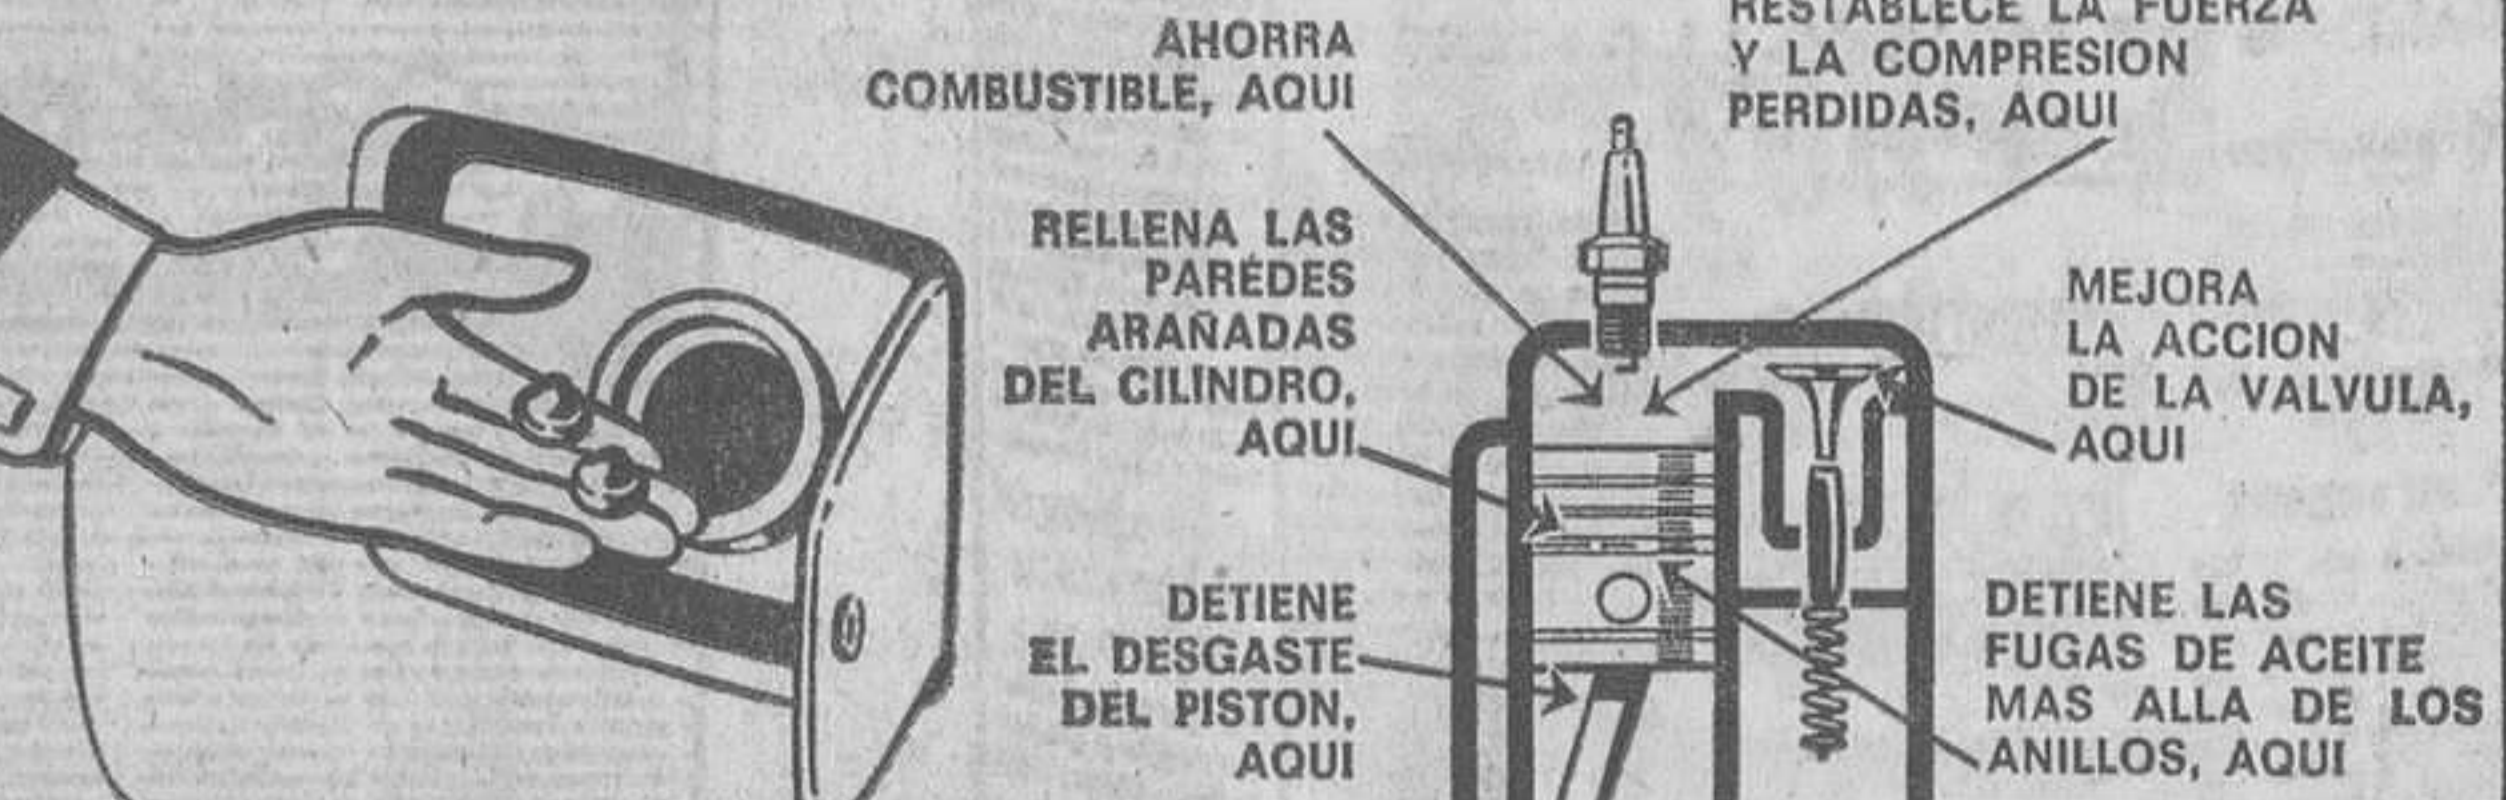 AHORRA
COMBUSTIBLE, AQUI
RESTABLECE LA FUERZA
Y LA COMPRESION
PERDIDAS, AQUI
RELLENA LAS
PAREDES
ARAÑADAS
DEL CILINDRO,
AQUI
MEJORA
LA ACCION
DE LA VALVULA,
AQUI
DETIENE
EL DESGASTE
DEL PISTON,
AQUI
DETIENE LAS
FUGAS DE ACEITE
MAS ALLA DE LOS
ANILLOS, AQUI